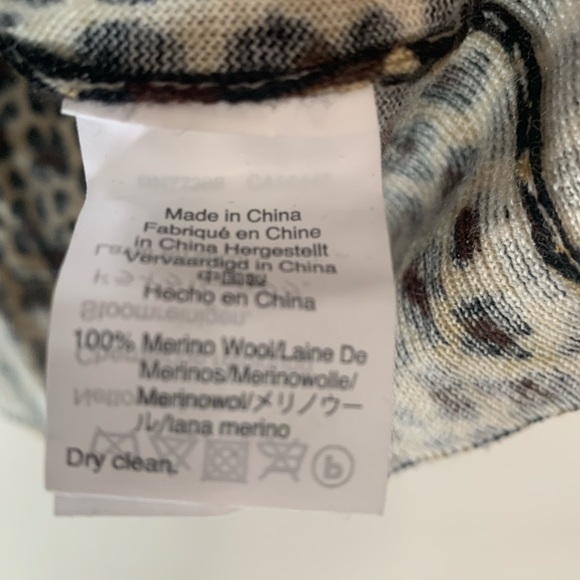 Made in China
Fabriqué en Chine
in China Hergestellt
Vervaardigd in China
中国製
Hecho en China
100% Merino Wool/Laine De
Merinos/Merinowolle/
Merinowol/メリノウー
ル/lana merino
Dry clean.